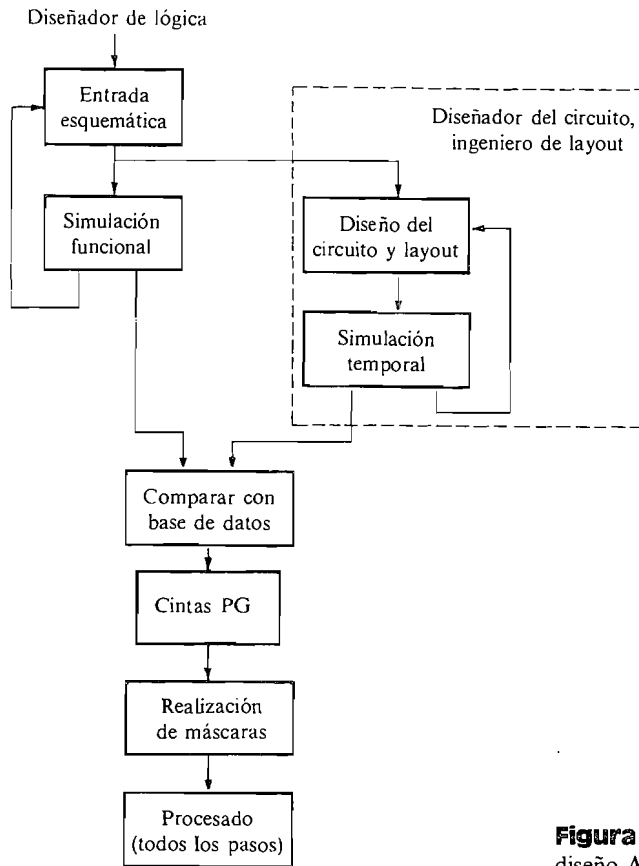 Diseñador de lógica
Entrada
esquemática
Diseñador del circuito,
ingeniero de layout
Simulación
funcional
Diseño del
circuito y layout
Simulación
temporal
Comparar con
base de datos
Cintas PG
Realización
de máscaras
Procesado
(todos los pasos)
Figura
diseño A